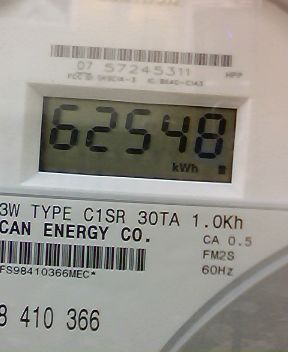 07 57245311 HPP
62548
kWh
3W TYPE C1SR 30TA 1.0Kh
CAN ENERGY CO. CA 0.5
FM2S
FS98410366MEC* 60Hz
8 410 366